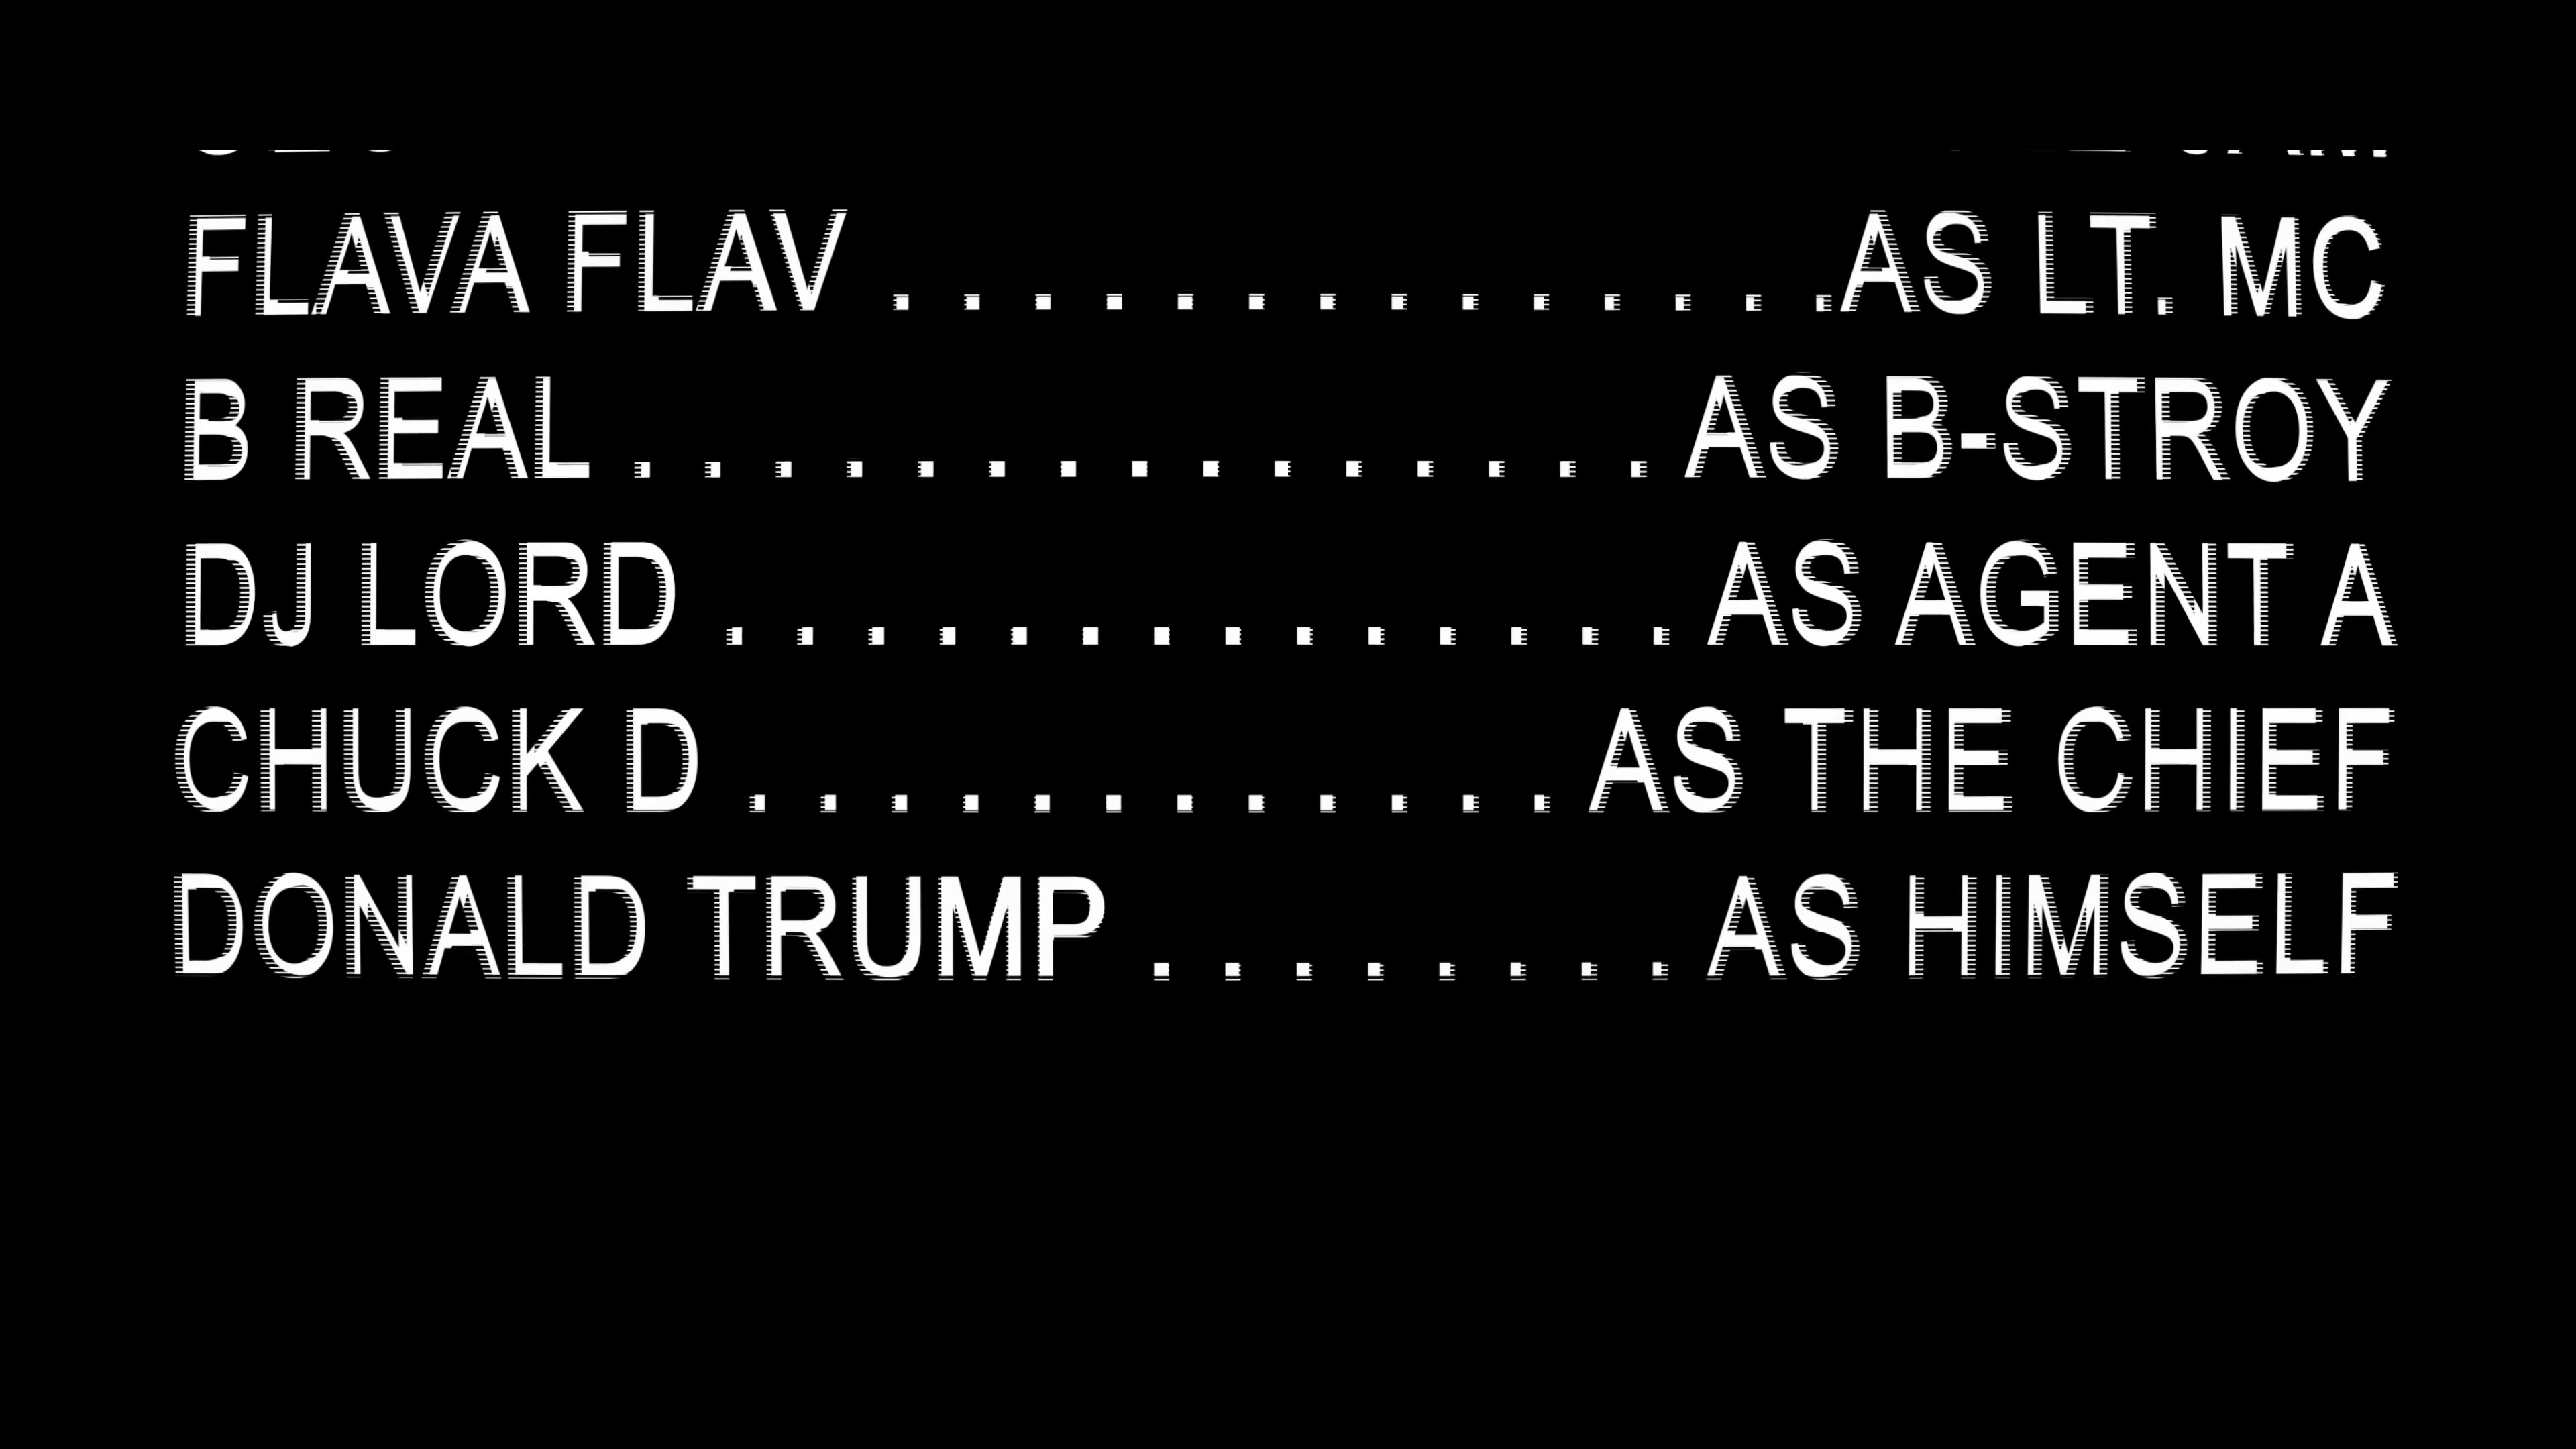 FLAVA FLAV . . . . . . . . . . . . . .AS LT. MC
B REAL . . . . . . . . . . . . . . . AS B-STROY
DJ LORD . . . . . . . . . . . . . . AS AGENT A
CHUCK D . . . . . . . . . . . . AS THE CHIEF
DONALD TRUMP . . . . . . . . AS HIMSELF